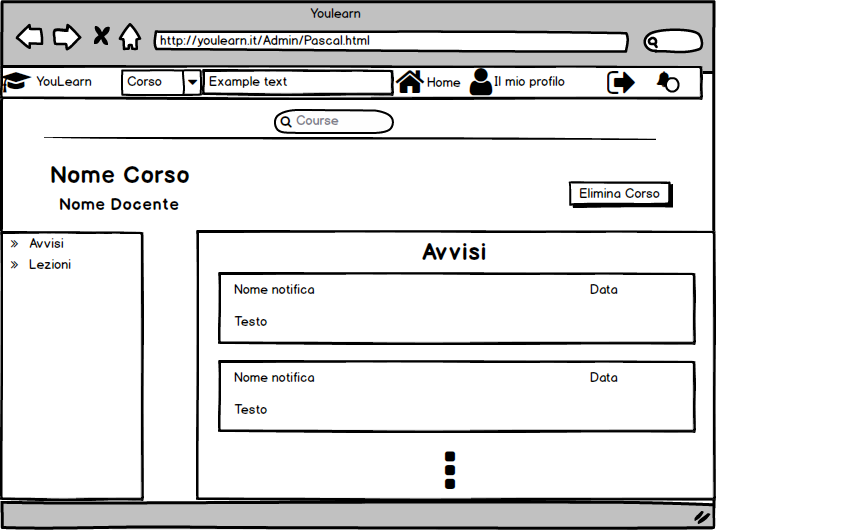 Youlearn
http://youlearn.it/Admin/Pascal.html
YouLearn Corso Example text Home Il mio profilo
Course
Nome Corso
Elimina Corso
Nome Docente
Avvisi
Lezioni
Avvisi
Nome notifica Data
Testo
Nome notifica Data
Testo